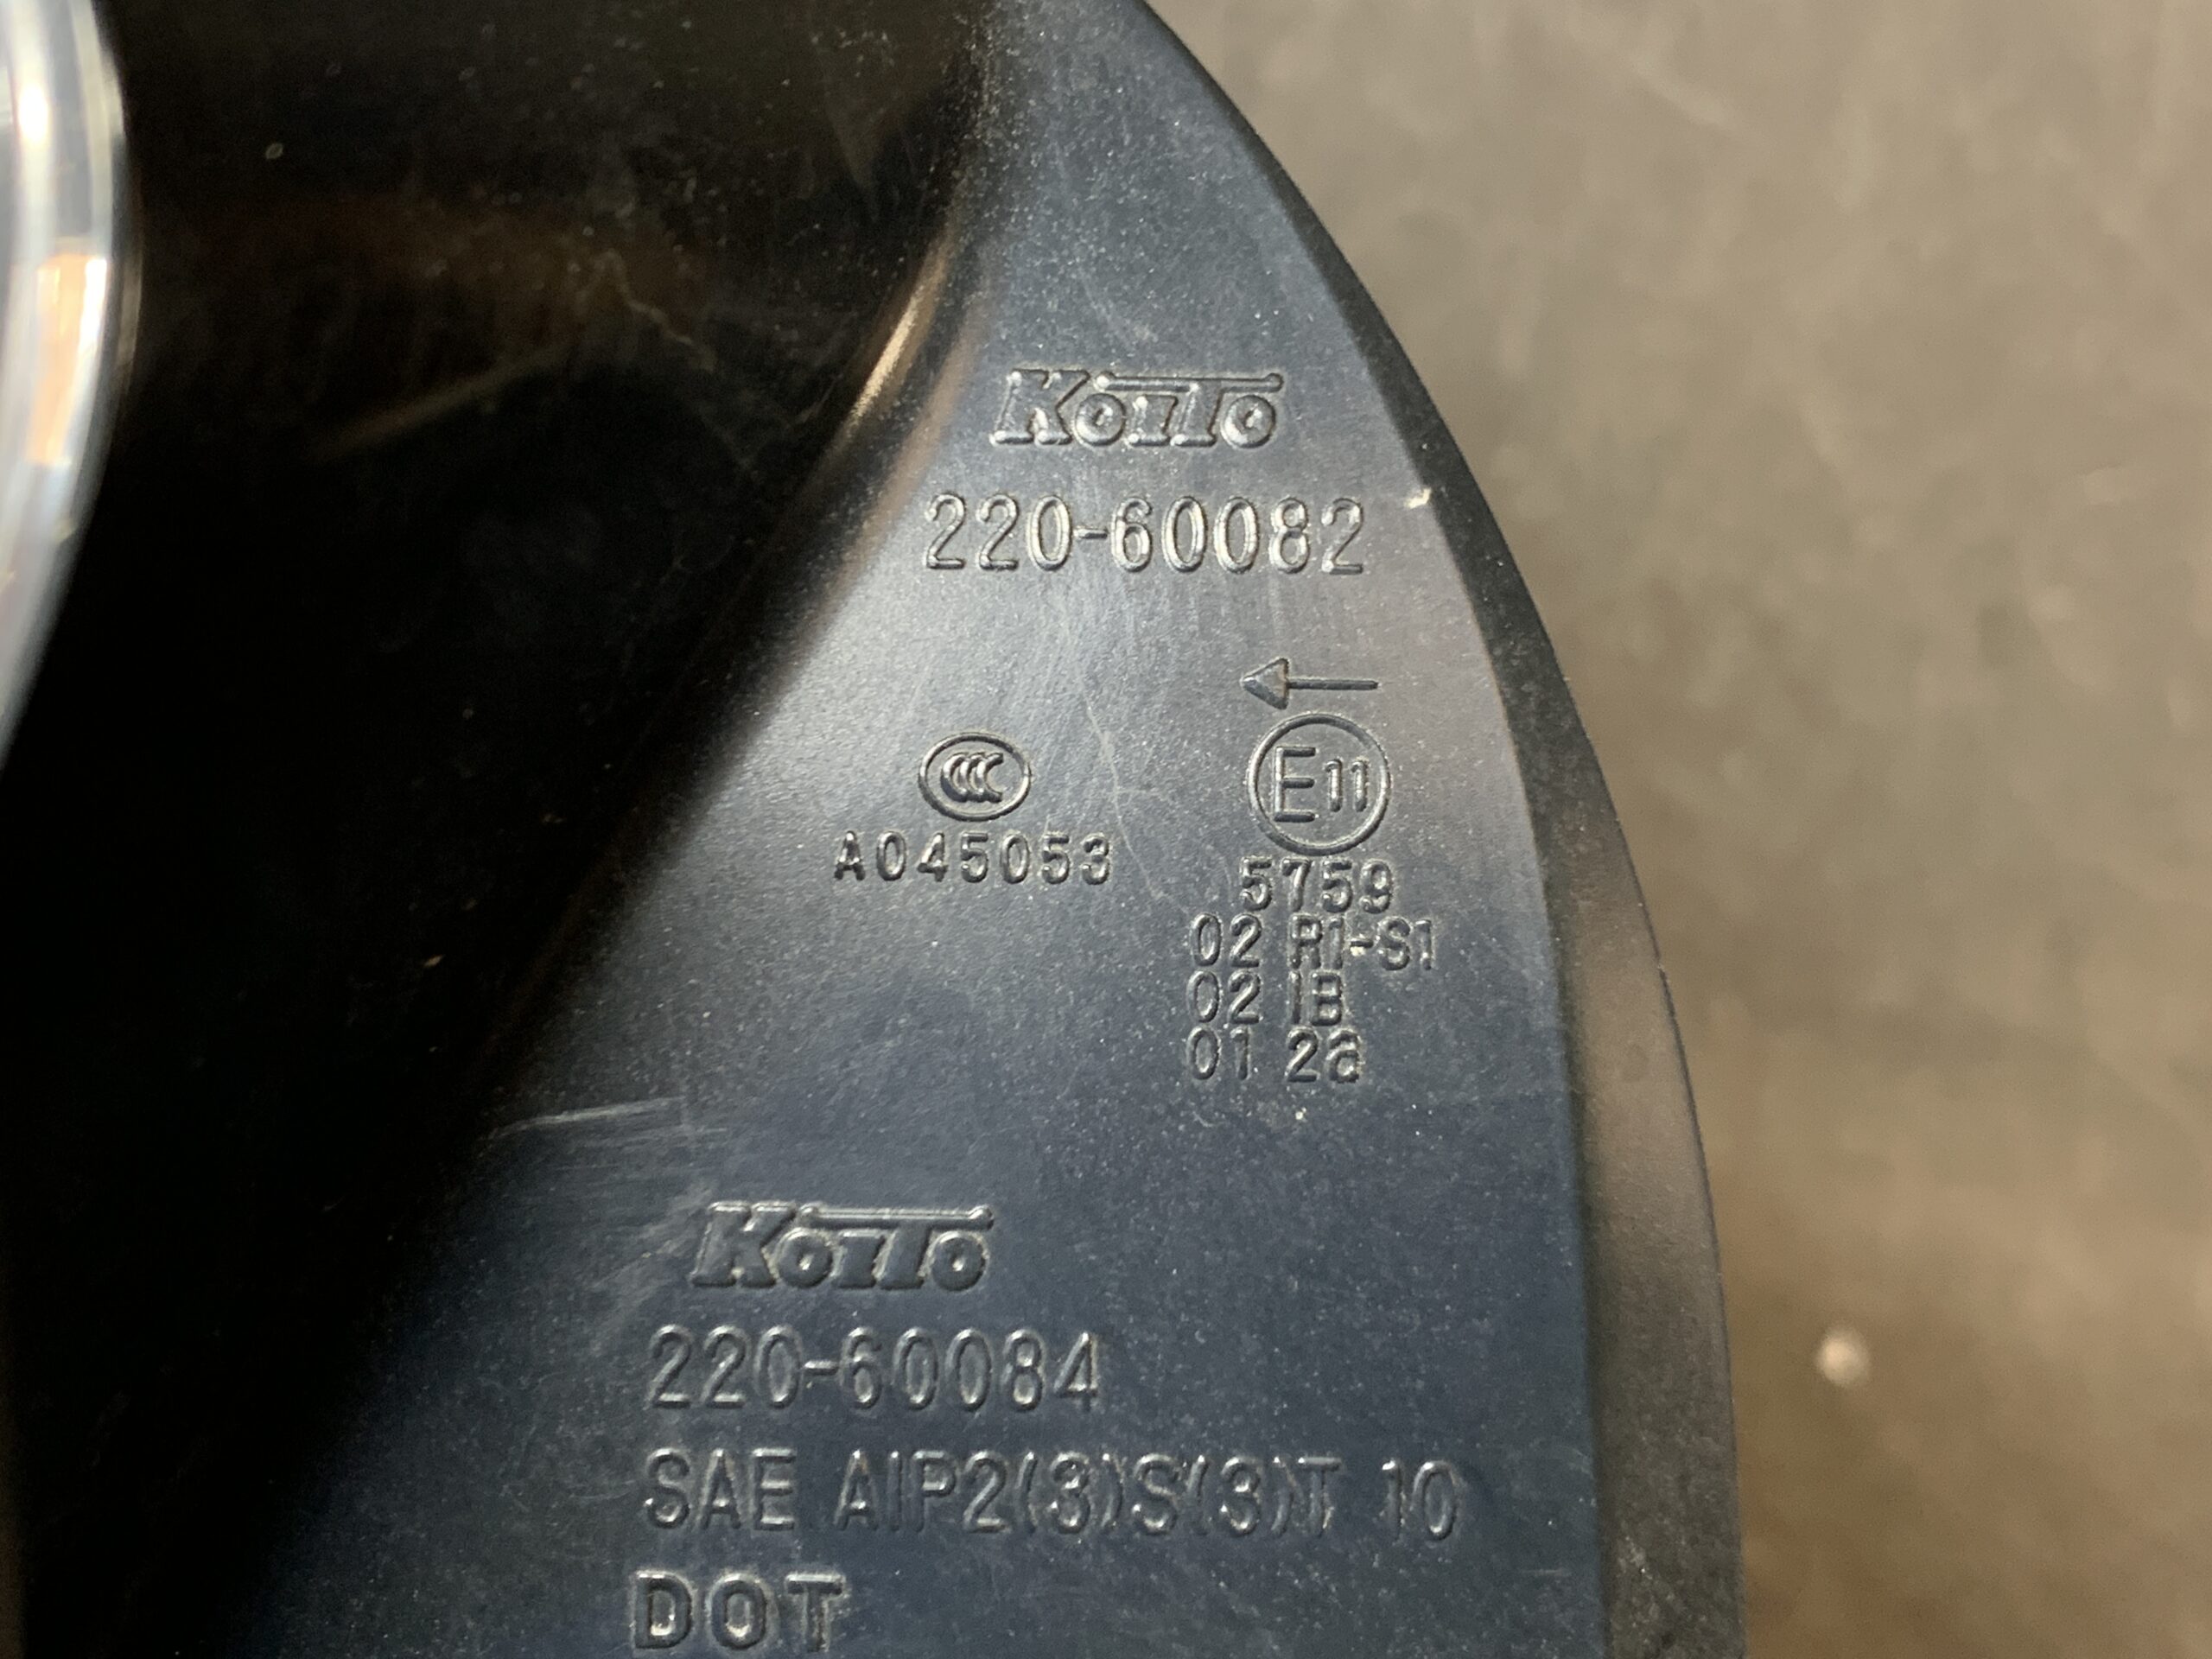 KoiTo
220-60082
E11
CCC
A045053
5759
02 R1-S1
02 IB
01 2a
KoiTo
220-60084
SAE AIP2(3)S(3)T 10
DOT